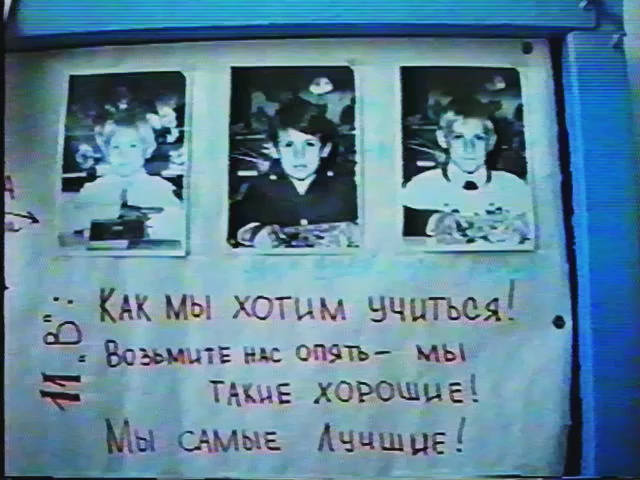 11 "В":
Как мы хотим учиться!
Возьмите нас опять — мы
такие хорошие!
Мы самые лучшие!